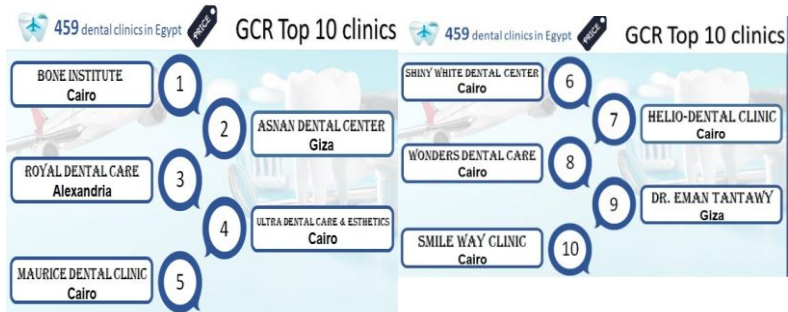 459 dental clinics in Egypt
PRICE
GCR Top 10 clinics
BONE INSTITUTE
Cairo
1
2
ASNAN DENTAL CENTER
Giza
ROYAL DENTAL CARE
Alexandria
3
4
ULTRA DENTAL CARE & ESTHETICS
Cairo
MAURICE DENTAL CLINIC
Cairo
5
459 dental clinics in Egypt
PRICE
GCR Top 10 clinics
SHINY WHITE DENTAL CENTER
Cairo
6
7
HELIO-DENTAL CLINIC
Cairo
WONDERS DENTAL CARE
Cairo
8
9
DR. EMAN TANTAWY
Giza
SMILE WAY CLINIC
Cairo
10